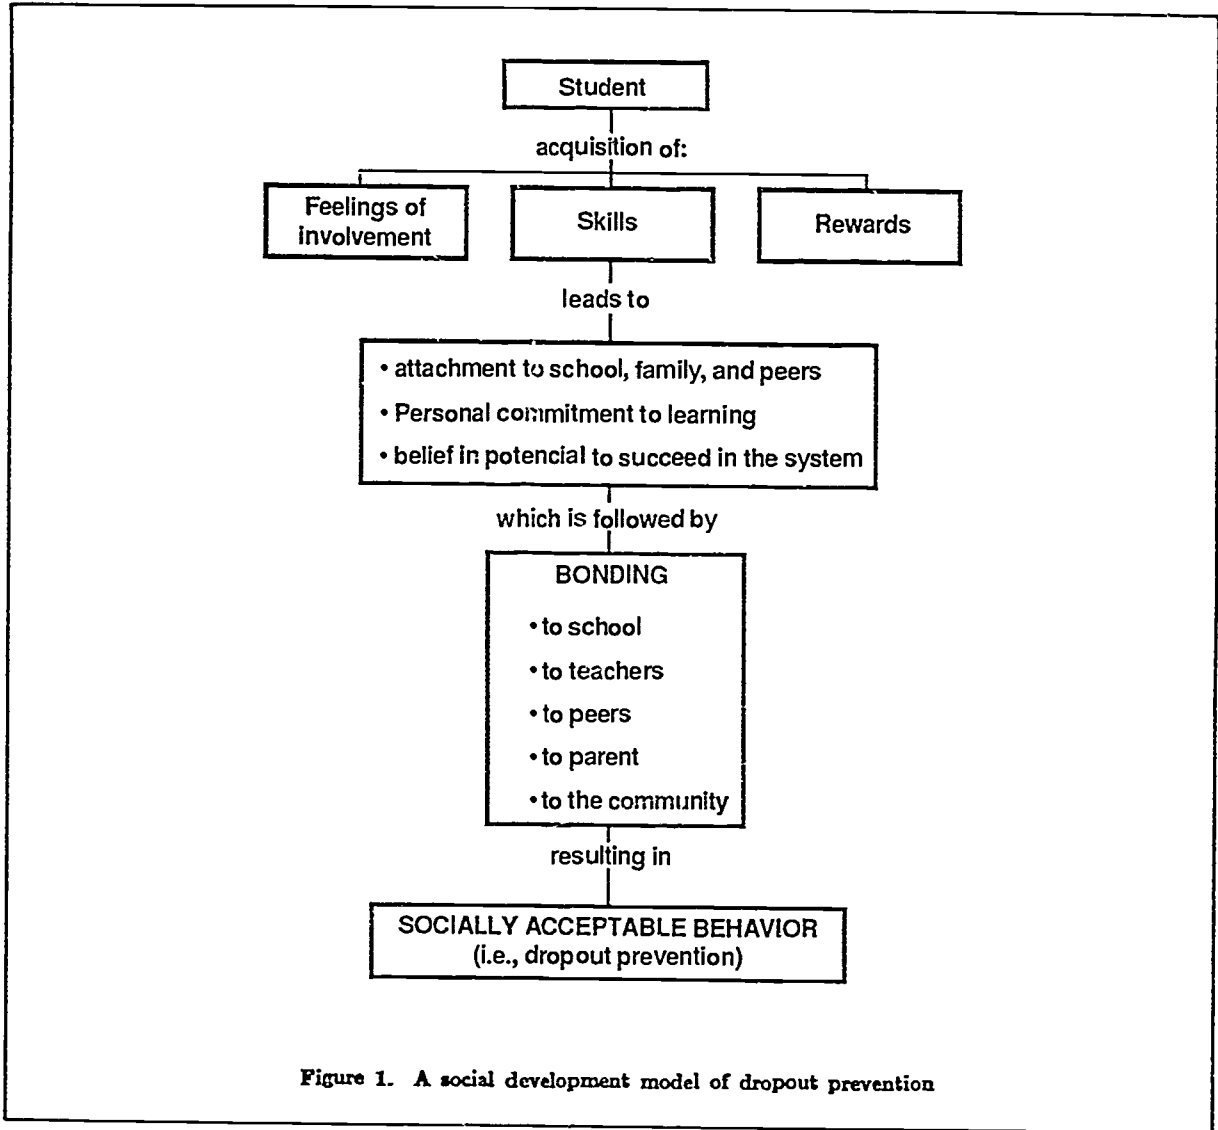 Student
acquisition of:
Feelings of
involvement
Skills
Rewards
leads to
• attachment to school, family, and peers
• Personal commitment to learning
• belief in potencial to succeed in the system
which is followed by
BONDING
• to school
• to teachers
• to peers
• to parent
• to the community
resulting in
SOCIALLY ACCEPTABLE BEHAVIOR
(i.e., dropout prevention)
Figure 1. A social development model of dropout prevention